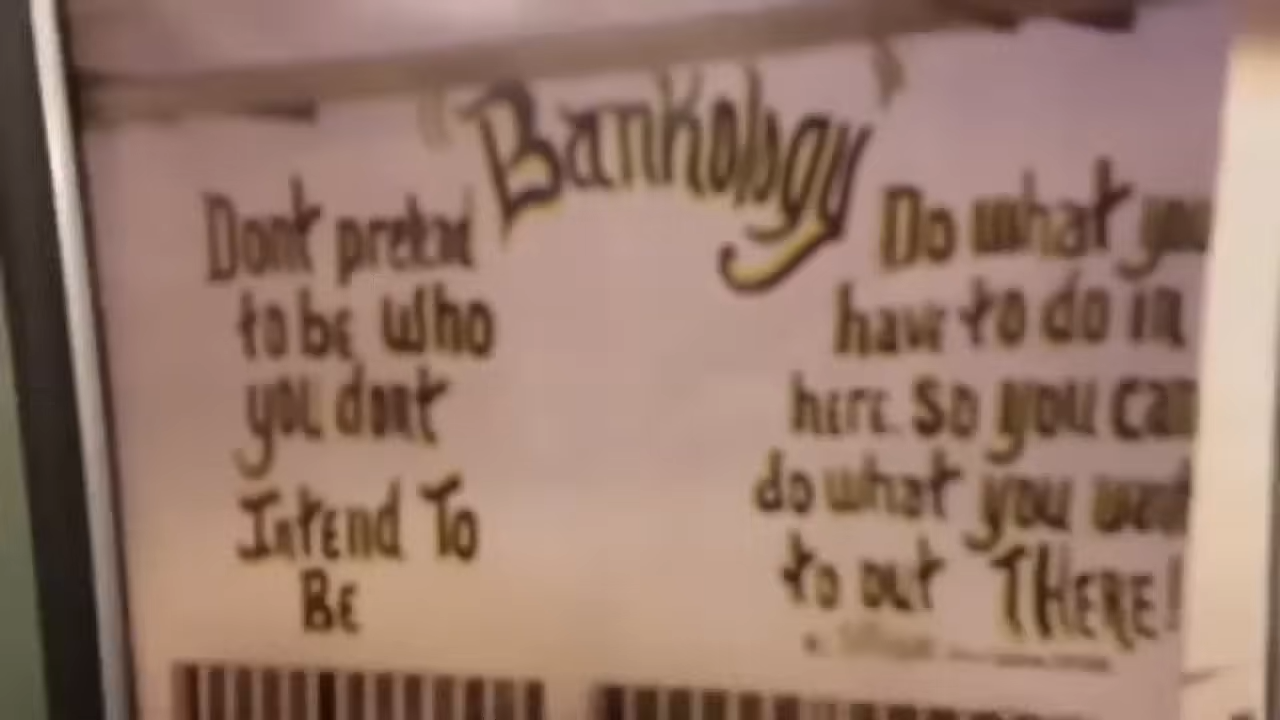 "Bankology"
Dont pretend
to be who
you dont
Intend To
BE
Do what you
have to do in
here so you can
do what you want
to out THERE!